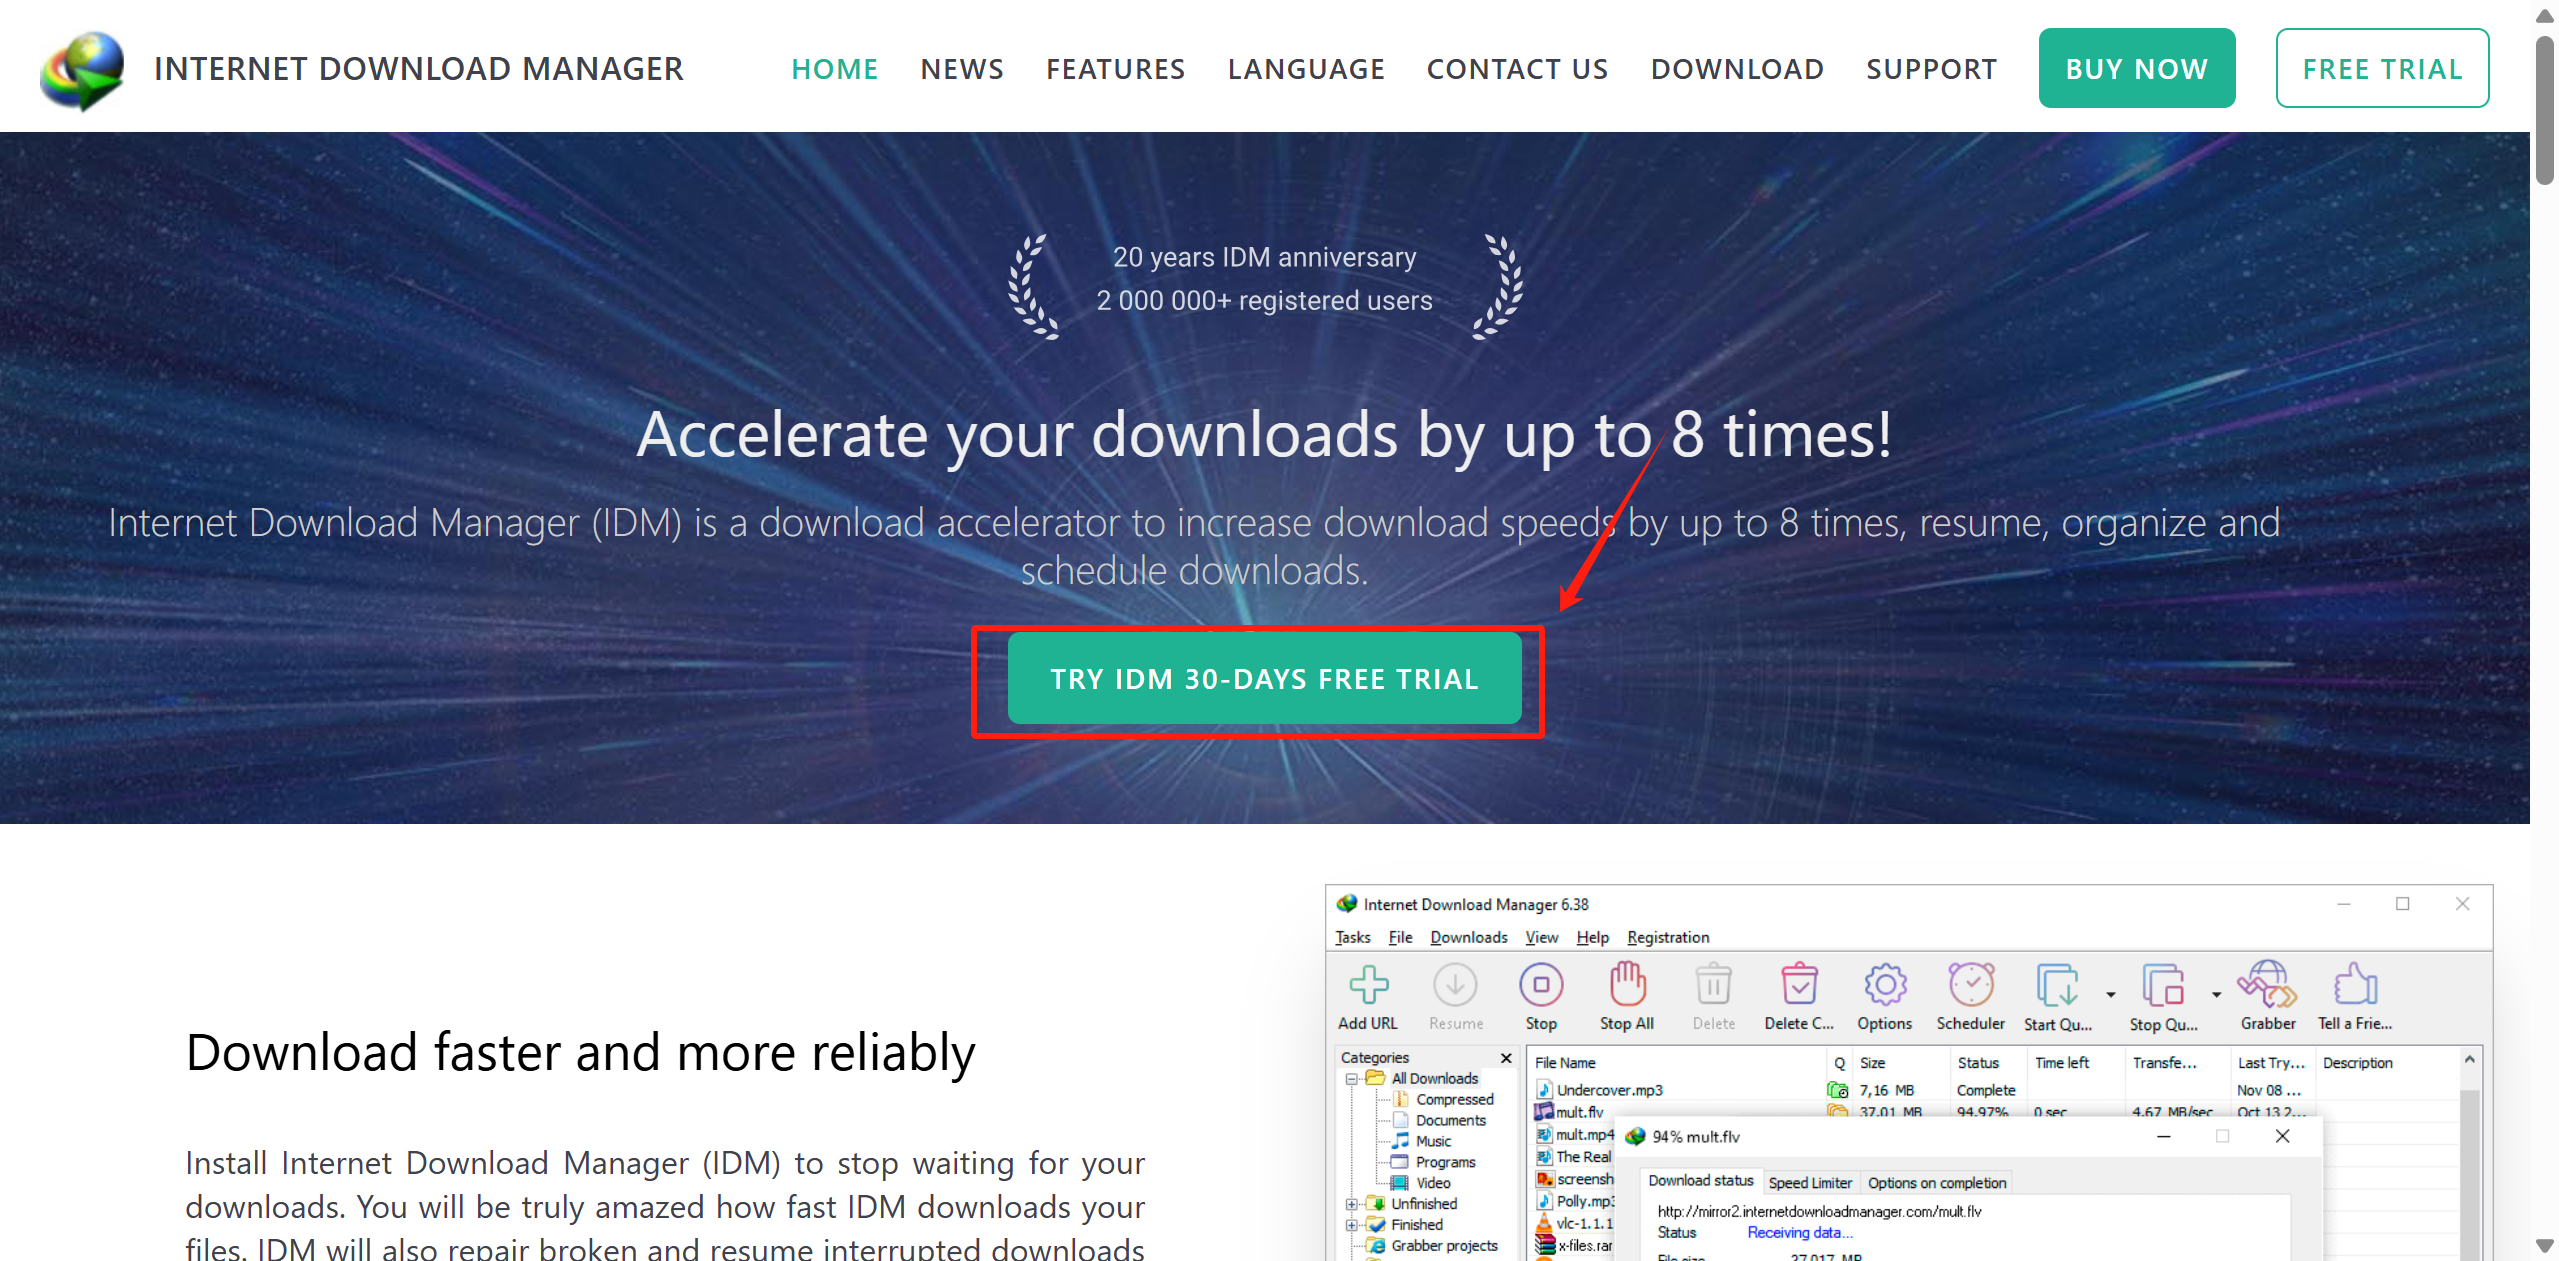 INTERNET DOWNLOAD MANAGER
HOME
NEWS
FEATURES
LANGUAGE
CONTACT US
DOWNLOAD
SUPPORT
BUY NOW
FREE TRIAL
20 years IDM anniversary
2 000 000+ registered users
Accelerate your downloads by up to 8 times!
Internet Download Manager (IDM) is a download accelerator to increase download speeds by up to 8 times, resume, organize and
schedule downloads.
TRY IDM 30-DAYS FREE TRIAL
Download faster and more reliably
Install Internet Download Manager (IDM) to stop waiting for your
downloads. You will be truly amazed how fast IDM downloads your
files. IDM will also repair broken and resume interrupted downloads
Internet Download Manager 6.38
Tasks File Downloads View Help Registration
Add URL Resume Stop Stop All Delete Delete C... Options Scheduler Start Qu... Stop Qu... Grabber Tell a Frie...
Categories
All Downloads
Compressed
Documents
Music
Programs
Video
Unfinished
Finished
Grabber projects
File Name Q Size Status Time left Transfe... Last Try... Description
Undercover.mp3 7,16 MB Complete Nov 08 ...
mult.flv 37,01 MB 94.97% 0 sec 4.67 MB/sec Oct 13 2...
mult.mp4
The Real
screensh
Polly.mp3
vlc-1.1.1
x-files.rar
94% mult.flv
Download status Speed Limiter Options on completion
http://mirror2.internetdownloadmanager.com/mult.flv
Status Receiving data...
File size 37,017 MB